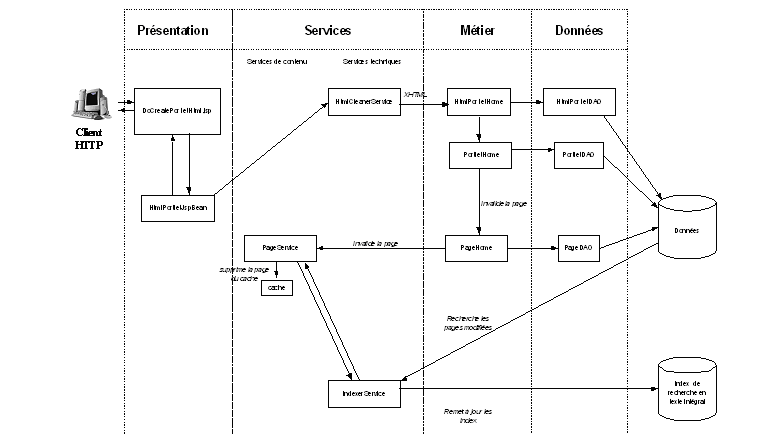 Présentation
Services
Métier
Données
Services de contenu
Services techniques
Client
HTTP
DoCreatePortletHtml.jsp
HtmlCleanerService
XHTML
HtmlPortletHome
HtmlPortletDAO
PortletHome
PortletDAO
HtmlPortletJspBean
Invalide la page
Données
PageService
Invalide la page
PageHome
PageDAO
supprime la page
du cache
cache
Recherche les
pages modifiées
IndexerService
Remet à jour les
index
Index de
recherche en
texte intégral